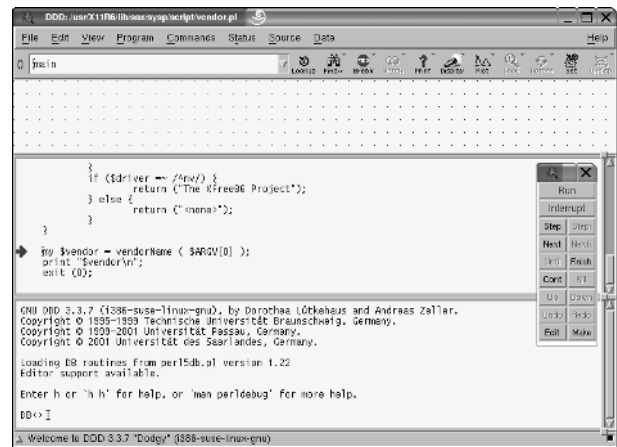 DDD: /usr/X11R6/lib/sax/sysp/script/vendor.pl
File Edit View Program Commands Status Source Data Help
(): main
Lookup Find>> Break Watch Print Display Plot Rotate Set
}
if ($driver =~ /^nv/) {
return ("The XFree86 Project");
} else {
return ("<none>");
}
}
my $vendor = vendorName ( $ARGV[0] );
print "$vendor\n";
exit (0);
Run
Interrupt
Step Stepi
Next Nexti
Until Finish
Cont Kill
Up Down
Undo Redo
Edit Make
GNU DDD 3.3.7 (i386-suse-linux-gnu), by Dorothea Lütkehaus and Andreas Zeller.
Copyright © 1995-1999 Technische Universität Braunschweig, Germany.
Copyright © 1999-2001 Universität Passau, Germany.
Copyright © 2001 Universität des Saarlandes, Germany.
Loading DB routines from perl5db.pl version 1.22
Editor support available.
Enter h or `h h' for help, or `man perldebug' for more help.
DB<>
Welcome to DDD 3.3.7 "Dodgy" (i386-suse-linux-gnu)